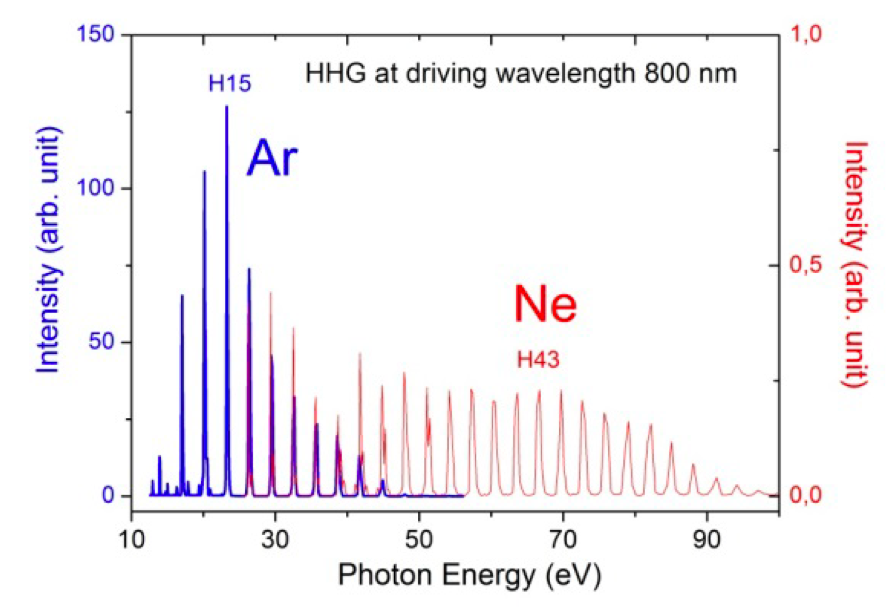 150
1,0
HHG at driving wavelength 800 nm
H15
Ar
100
0,5
Ne
H43
50
0
0,0
10
30
50
70
90
Photon Energy (eV)
Intensity (arb. unit)
Intensity (arb. unit)